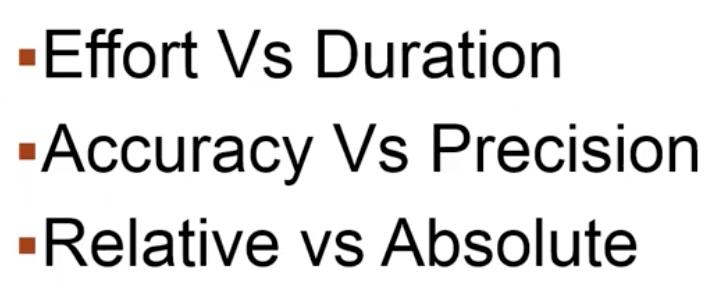 ▪Effort Vs Duration
▪Accuracy Vs Precision
▪Relative vs Absolute